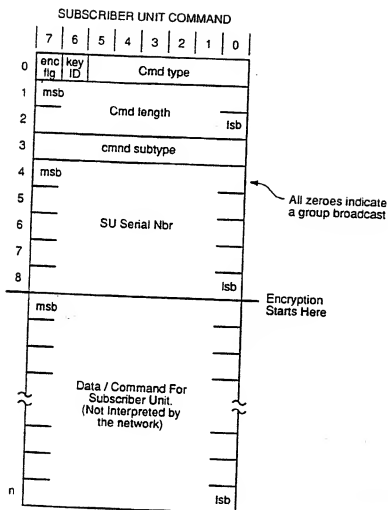 SUBSCRIBER UNIT COMMAND
7 6 5 4 3 2 1 0
0 enc flg key ID Cmd type
1 msb
Cmd length
2 lsb
3 cmnd subtype
4 msb
All zeroes indicate
a group broadcast
5
6 SU Serial Nbr
7
8 lsb
Encryption
Starts Here
msb
Data / Command For
Subscriber Unit.
(Not Interpreted by
the network)
n lsb